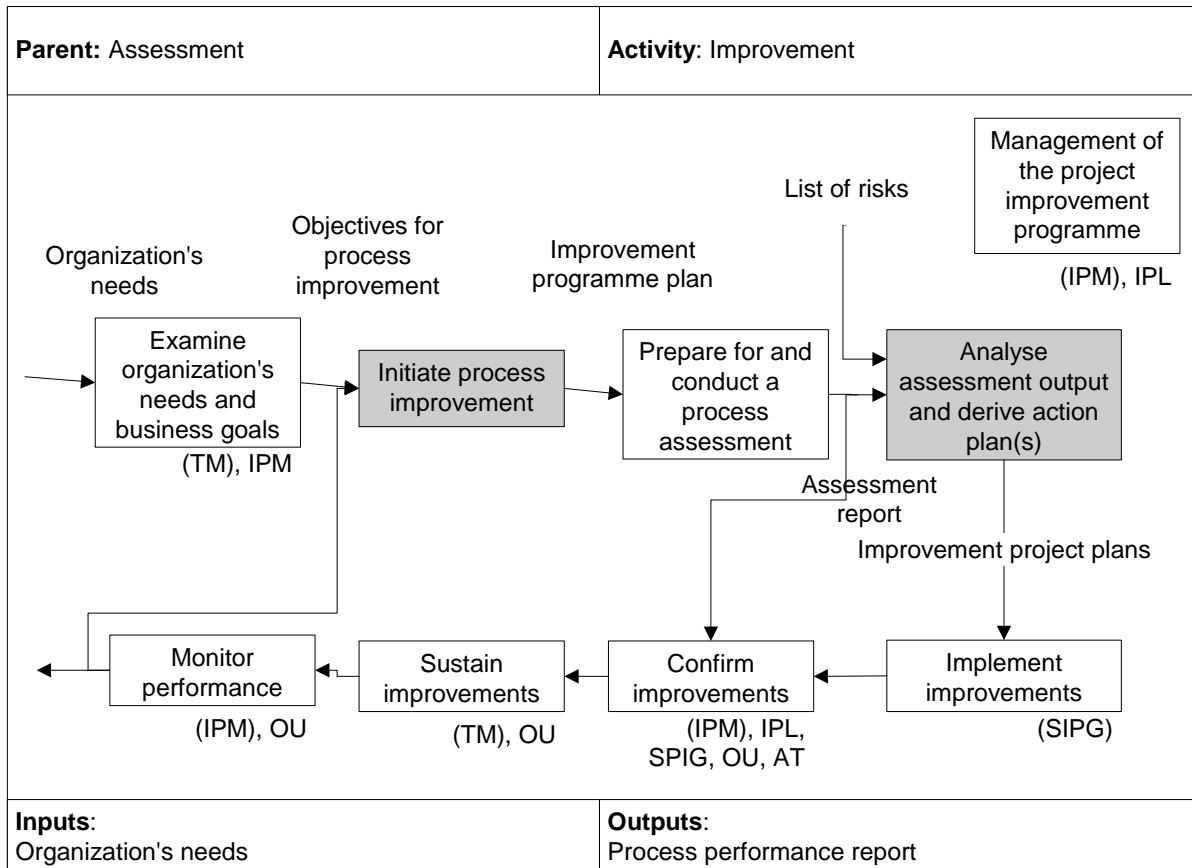 Parent: Assessment
Activity: Improvement
Management of
the project
improvement
programme
(IPM), IPL
List of risks
Objectives for
process
improvement
Improvement
programme plan
Organization's
needs
Examine
organization's
needs and
business goals
(TM), IPM
Initiate process
improvement
Prepare for and
conduct a
process
assessment
Analyse
assessment output
and derive action
plan(s)
Assessment
report
Improvement project plans
Monitor
performance
(IPM), OU
Sustain
improvements
(TM), OU
Confirm
improvements
(IPM), IPL,
SPIG, OU, AT
Implement
improvements
(SIPG)
Inputs:
Organization's needs
Outputs:
Process performance report